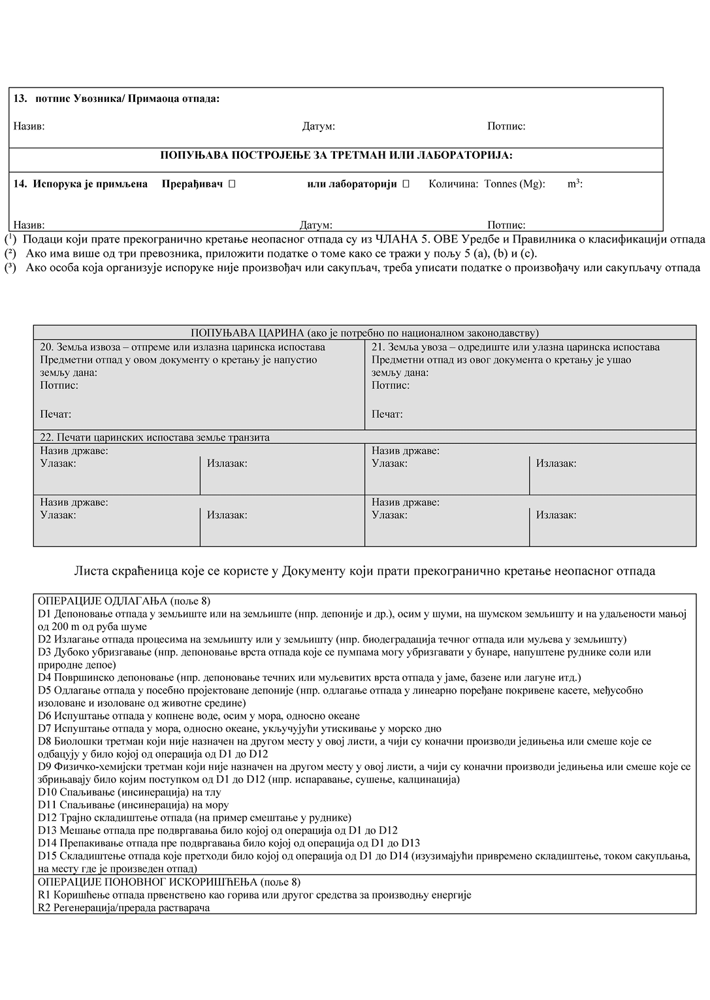 13. потпис Увозника/ Примаоца отпада:
Назив: Датум: Потпис:
ПОПУЊАВА ПОСТРОЈЕЊЕ ЗА ТРЕТМАН ИЛИ ЛАБОРАТОРИЈА:
14. Испорука је примљена Прерађивач □ или лабораторији □ Количина: Tonnes (Mg): m³:
Назив: Датум: Потпис:
(¹) Подаци који прате прекогранично кретање неопасног отпада су из ЧЛАНА 5. ОВЕ Уредбе и Правилника о класификацији отпада
(²) Ако има више од три превозника, приложити податке о томе како се тражи у пољу 5 (a), (b) и (c).
(³) Ако особа која организује испоруке није произвођач или сакупљач, треба уписати податке о произвођачу или сакупљачу отпада
ПОПУЊАВА ЦАРИНА (ако је потребно по националном законодавству)
20. Земља извоза – отпреме или излазна царинска испостава
Предметни отпад у овом документу о кретању је напустио
земљу дана:
Потпис:
Печат:
21. Земља увоза – одредиште или улазна царинска испостава
Предметни отпад из овог документа о кретању је ушао
земљу дана:
Потпис:
Печат:
22. Печати царинских испостава земље транзита
Назив државе: Назив државе:
Улазак: Излазак: Улазак: Излазак:
Назив државе: Назив државе:
Улазак: Излазак: Улазак: Излазак:
Листа скраћеница које се користе у Документу који прати прекогранично кретање неопасног отпада
ОПЕРАЦИЈЕ ОДЛАГАЊА (поље 8)
D1 Депоновање отпада у земљиште или на земљиште (нпр. депоније и др.), осим у шуми, на шумском земљишту и на удаљености мањој
од 200 m од руба шуме
D2 Излагање отпада процесима на земљишту или у земљишту (нпр. биодеградација течног отпада или муљева у земљишту)
D3 Дубоко убризгавање (нпр. депоновање врста отпада које се пумпама могу убризгавати у бунаре, напуштене руднике соли или
природне депое)
D4 Површинско депоновање (нпр. депоновање течних или муљевитих врста отпада у јаме, базене или лагуне итд.)
D5 Одлагање отпада у посебно пројектоване депоније (нпр. одлагање отпада у линеарно поређане покривене касете, међусобно
изоловане и изоловане од животне средине)
D6 Испуштање отпада у копнене воде, осим у мора, односно океане
D7 Испуштање отпада у мора, односно океане, укључујући утискивање у морско дно
D8 Биолошки третман који није назначен на другом месту у овој листи, а чији су коначни производи једињења или смеше које се
одбацују у било којој од операција од D1 до D12
D9 Физичко-хемијски третман који није назначен на другом месту у овој листи, а чији су коначни производи једињења или смеше које се
збрињавају било којим поступком од D1 до D12 (нпр. испаравање, сушење, калцинација)
D10 Спаљивање (инсинерација) на тлу
D11 Спаљивање (инсинерација) на мору
D12 Трајно складиштење отпада (на пример смештање у руднике)
D13 Мешање отпада пре подвргавања било којој од операција од D1 до D12
D14 Препакивање отпада пре подвргавања било којој од операција од D1 до D13
D15 Складиштење отпада које претходи било којој од операција од D1 до D14 (изузимајући привремено складиштење, током сакупљања,
на месту где је произведен отпад)
ОПЕРАЦИЈЕ ПОНОВНОГ ИСКОРИШЋЕЊА (поље 8)
R1 Коришћење отпада првенствено као горива или другог средства за производњу енергије
R2 Регенерација/прерада растварача